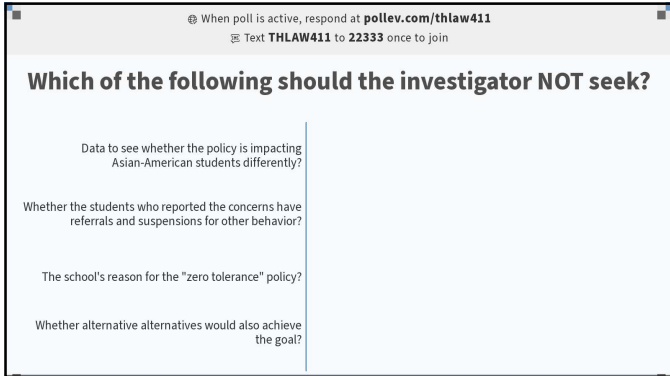 When poll is active, respond at pollev.com/thlaw411
Text THLAW411 to 22333 once to join
Which of the following should the investigator NOT seek?
Data to see whether the policy is impacting
Asian-American students differently?
Whether the students who reported the concerns have
referrals and suspensions for other behavior?
The school's reason for the "zero tolerance" policy?
Whether alternative alternatives would also achieve
the goal?